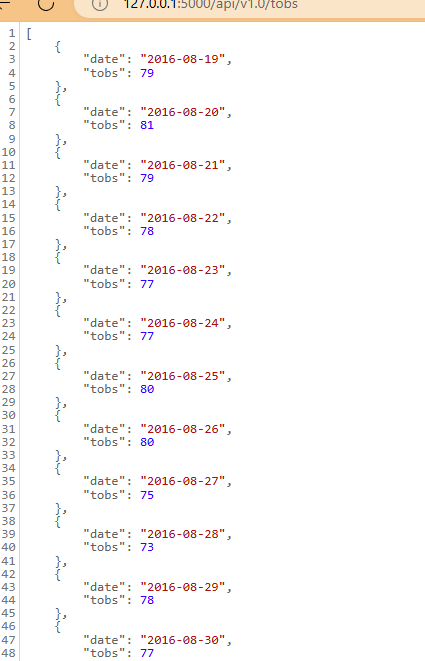 127.0.0.1:5000/api/v1.0/tobs
1 [
2 {
3 "date": "2016-08-19",
4 "tobs": 79
5 },
6 {
7 "date": "2016-08-20",
8 "tobs": 81
9 },
10 {
11 "date": "2016-08-21",
12 "tobs": 79
13 },
14 {
15 "date": "2016-08-22",
16 "tobs": 78
17 },
18 {
19 "date": "2016-08-23",
20 "tobs": 77
21 },
22 {
23 "date": "2016-08-24",
24 "tobs": 77
25 },
26 {
27 "date": "2016-08-25",
28 "tobs": 80
29 },
30 {
31 "date": "2016-08-26",
32 "tobs": 80
33 },
34 {
35 "date": "2016-08-27",
36 "tobs": 75
37 },
38 {
39 "date": "2016-08-28",
40 "tobs": 73
41 },
42 {
43 "date": "2016-08-29",
44 "tobs": 78
45 },
46 {
47 "date": "2016-08-30",
48 "tobs": 77